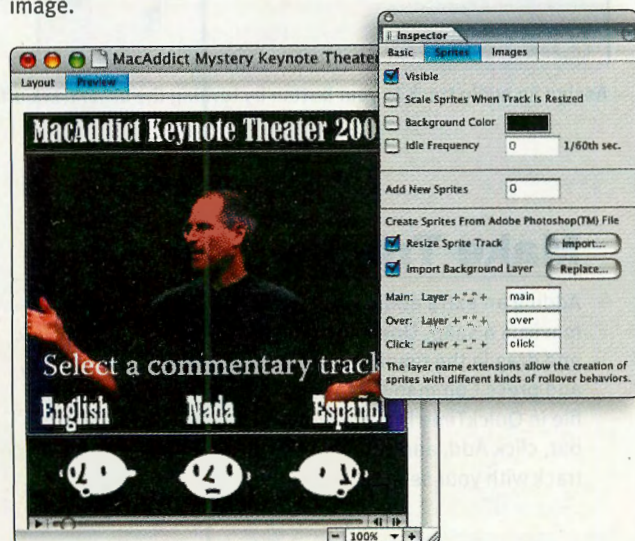 image.
MacAddict Mystery Keynote Theater
Layout Preview
MacAddict Keynote Theater 200
Select a commentary track
English Nada Español
100%
Inspector
Basic Sprites Images
Visible
Scale Sprites When Track is Resized
Background Color
Idle Frequency 0 1/60th sec.
Add New Sprites 0
Create Sprites From Adobe Photoshop(TM) File
Resize Sprite Track Import...
Import Background Layer Replace...
Main: Layer + "_" + main
Over: Layer + "_" + over
Click: Layer + "_" + click
The layer name extensions allow the creation of
sprites with different kinds of rollover behaviors.